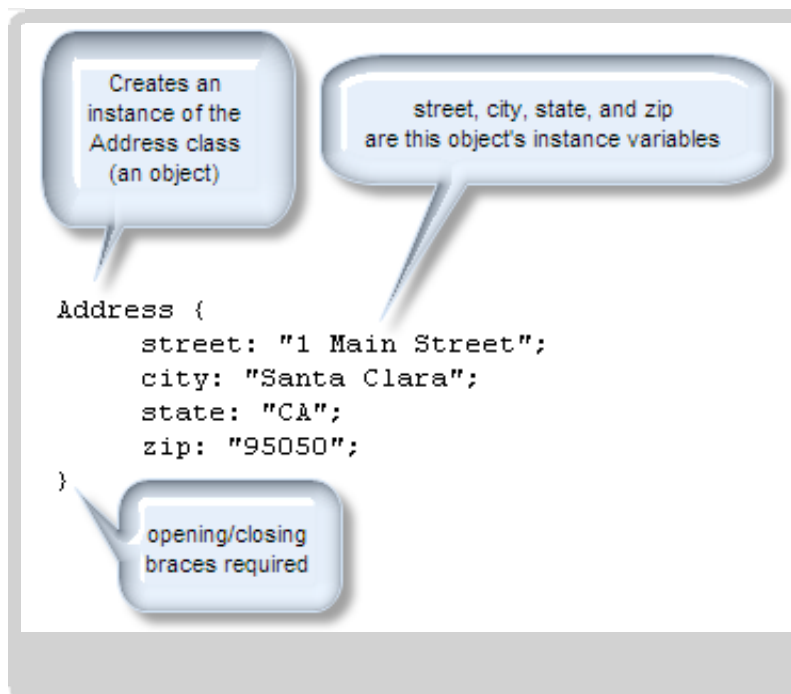 Creates an
instance of the
Address class
(an object)
street, city, state, and zip
are this object's instance variables
Address {
street: "1 Main Street";
city: "Santa Clara";
state: "CA";
zip: "95050";
}
opening/closing
braces required